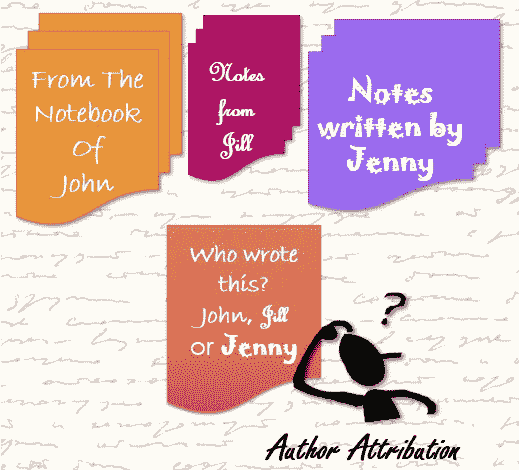 From The
Notebook
Of
John
Notes
from
Jill
Notes
written by
Jenny
Who wrote
this?
John, Jill
or Jenny
?
Author Attribution